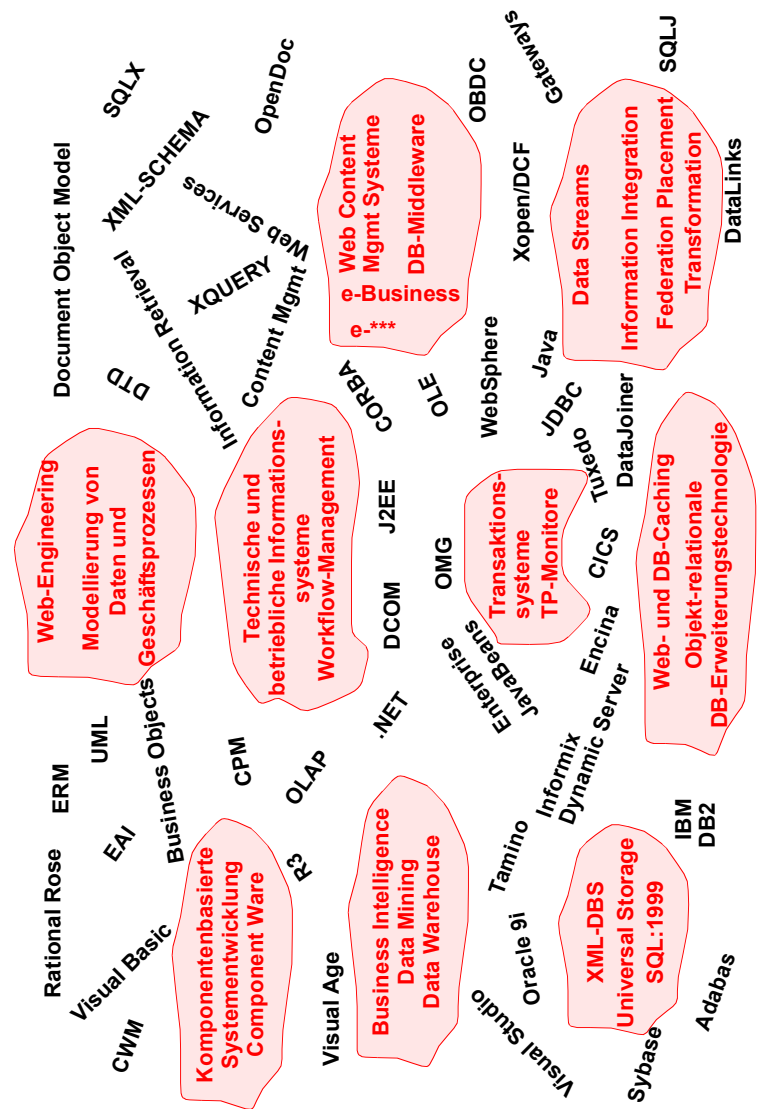 Rational Rose
ERM
Document Object Model
Visual Basic
EAI
UML
Web-Engineering
Modellierung von
Daten und
Geschäftsprozessen
DTD
XML-SCHEMA
SQLX
CWM
Business Objects
Information Retrieval
Web Services
Komponentenbasierte
Systementwicklung
Component Ware
CPM
Technische und
betriebliche Informations-
systeme
Workflow-Management
Content Mgmt
XQUERY
OpenDoc
R3
OLAP
Visual Age
.NET
DCOM
J2EE
CORBA
Web Content
Mgmt Systeme
DB-Middleware
e-Business
e-***
Business Intelligence
Data Mining
Data Warehouse
OMG
OLE
OBDC
Visual Studio
Enterprise
JavaBeans
Transaktions-
systeme
TP-Monitore
WebSphere
Xopen/DCF
Gateways
Oracle 9i
Tamino
Informix
Dynamic Server
Encina
CICS
Tuxedo
JDBC
Java
Data Streams
Information Integration
Federation Placement
Transformation
XML-DBS
Universal Storage
SQL:1999
DataJoiner
Sybase
Web- und DB-Caching
Objekt-relationale
DB-Erweiterungstechnologie
SQLJ
Adabas
IBM
DB2
DataLinks